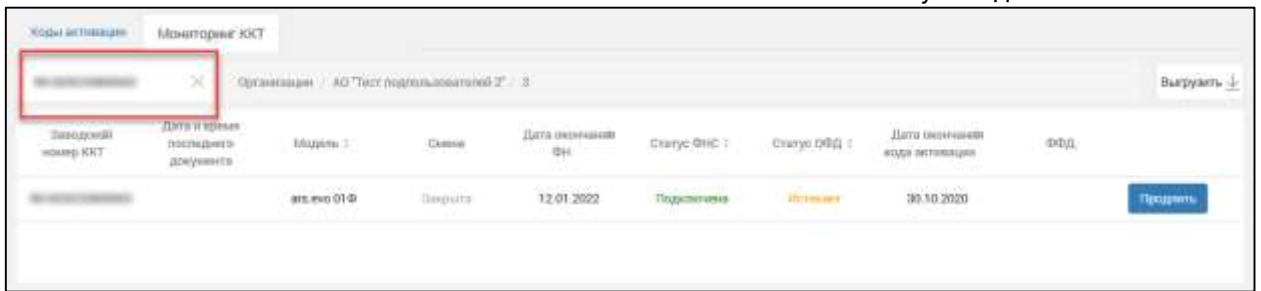 Коды активации Мониторинг ККТ
Организации / АО "Тест подпользователей 2" / 3 Выгрузить
Заводской номер ККТ Дата и время последнего документа Модель Смена Дата окончания ФН Статус ФНС Статус ОФД Дата окончания кода активации ФФД
ars.evo 01Ф Закрыта 12.01.2022 Подключена Истекает 30.10.2020 Продлить